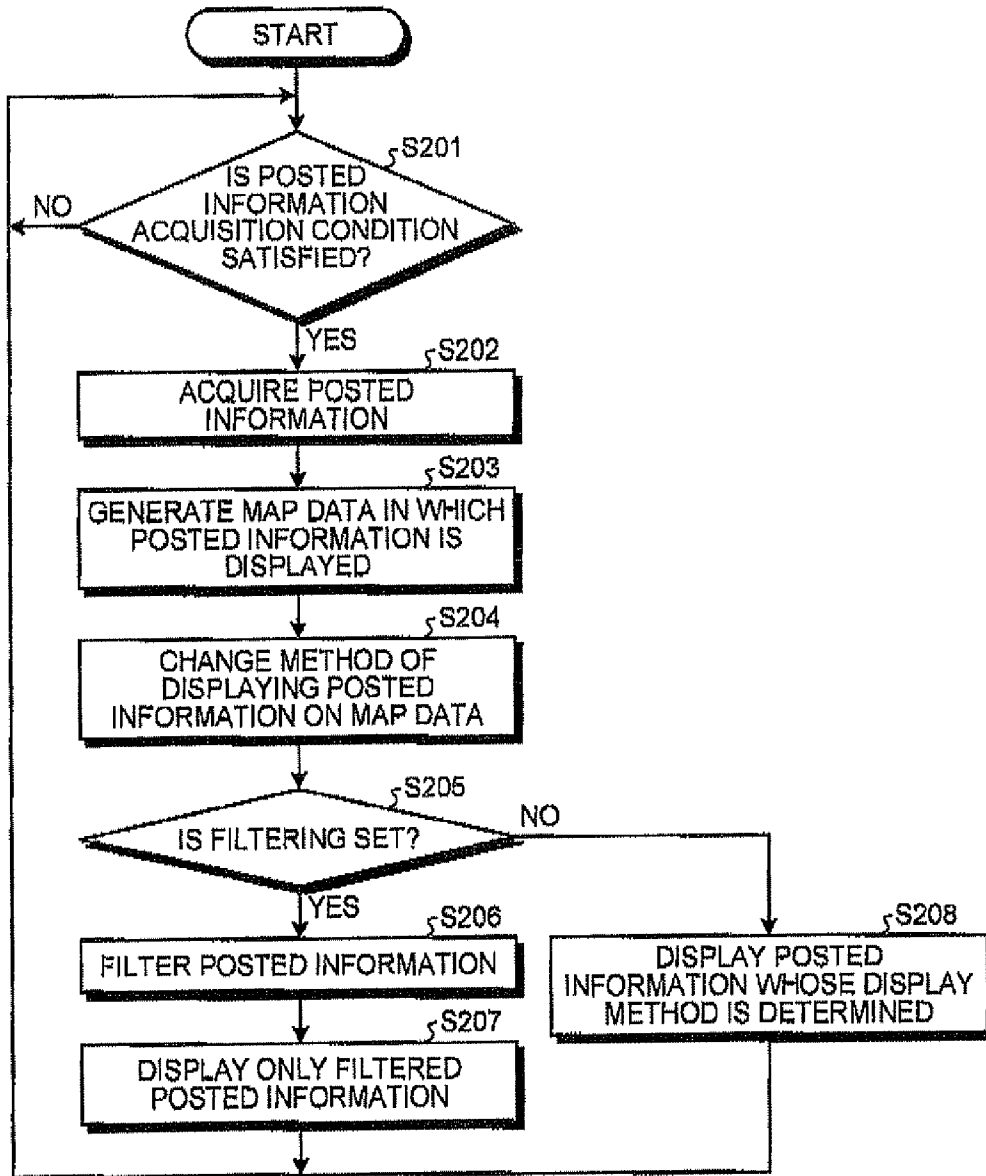 START
S201
IS POSTED
INFORMATION
ACQUISITION CONDITION
SATISFIED?
NO
YES
S202
ACQUIRE POSTED
INFORMATION
S203
GENERATE MAP DATA IN WHICH
POSTED INFORMATION IS
DISPLAYED
S204
CHANGE METHOD OF
DISPLAYING POSTED
INFORMATION ON MAP DATA
S205
IS FILTERING SET?
NO
YES
S206
FILTER POSTED INFORMATION
S207
DISPLAY ONLY FILTERED
POSTED INFORMATION
S208
DISPLAY POSTED
INFORMATION WHOSE DISPLAY
METHOD IS DETERMINED